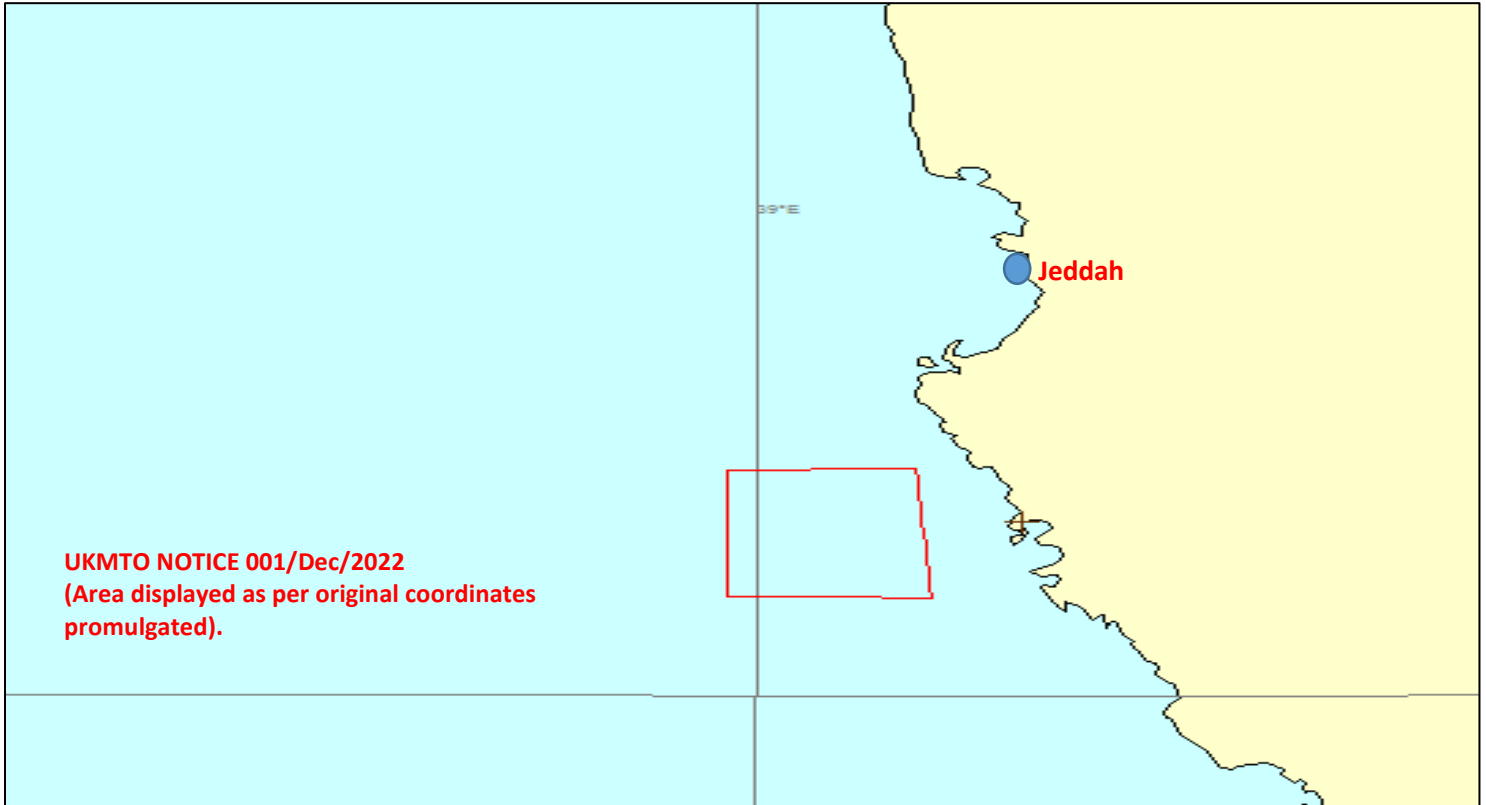 39°E
Jeddah
UKMTO NOTICE 001/Dec/2022
(Area displayed as per original coordinates
promulgated).